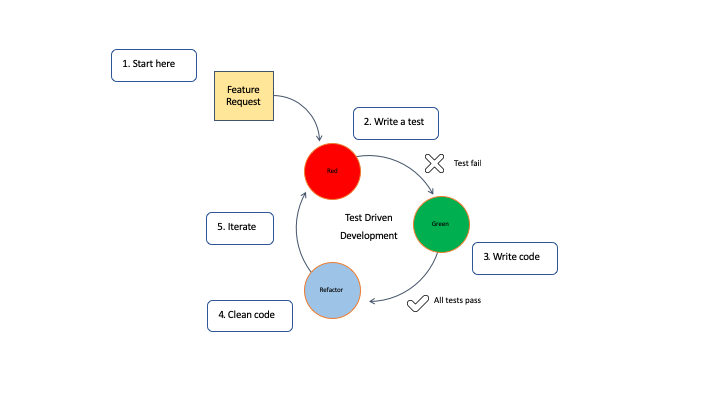 1. Start here
Feature
Request
2. Write a test
Test fail
Red
Test Driven
Development
Green
5. Iterate
3. Write code
Refactor
All tests pass
4. Clean code